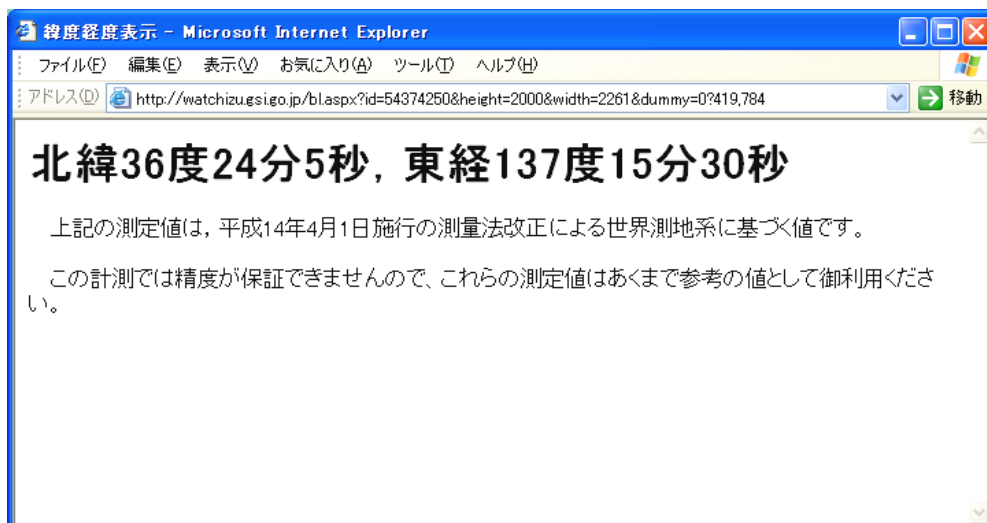 緯度経度表示 - Microsoft Internet Explorer
ファイル(F) 編集(E) 表示(V) お気に入り(A) ツール(T) ヘルプ(H)
アドレス(D) http://watchizu.gsi.go.jp/bl.aspx?id=54374250&height=2000&width=2261&dummy=0?419,784 移動
北緯36度24分5秒，東経137度15分30秒
上記の測定値は，平成14年4月1日施行の測量法改正による世界測地系に基づく値です。
この計測では精度が保証できませんので、これらの測定値はあくまで参考の値として御利用くださ
い。